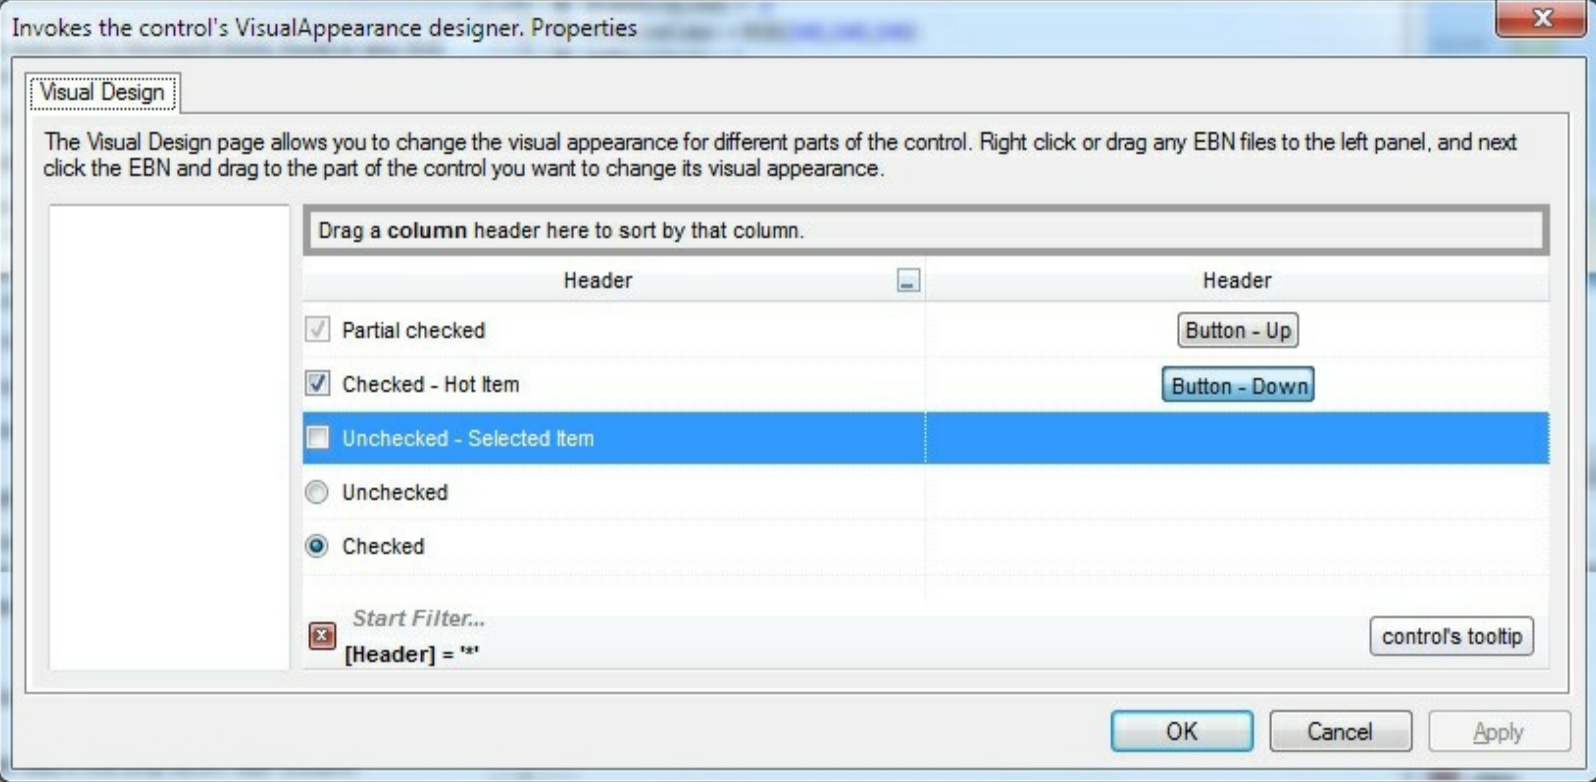 Invokes the control's VisualAppearance designer. Properties
Visual Design
The Visual Design page allows you to change the visual appearance for different parts of the control. Right click or drag any EBN files to the left panel, and next
click the EBN and drag to the part of the control you want to change its visual appearance.
Drag a column header here to sort by that column.
Header Header
Partial checked Button - Up
Checked - Hot Item Button - Down
Unchecked - Selected Item
Unchecked
Checked
Start Filter...
[Header] = '*'
control's tooltip
OK Cancel Apply